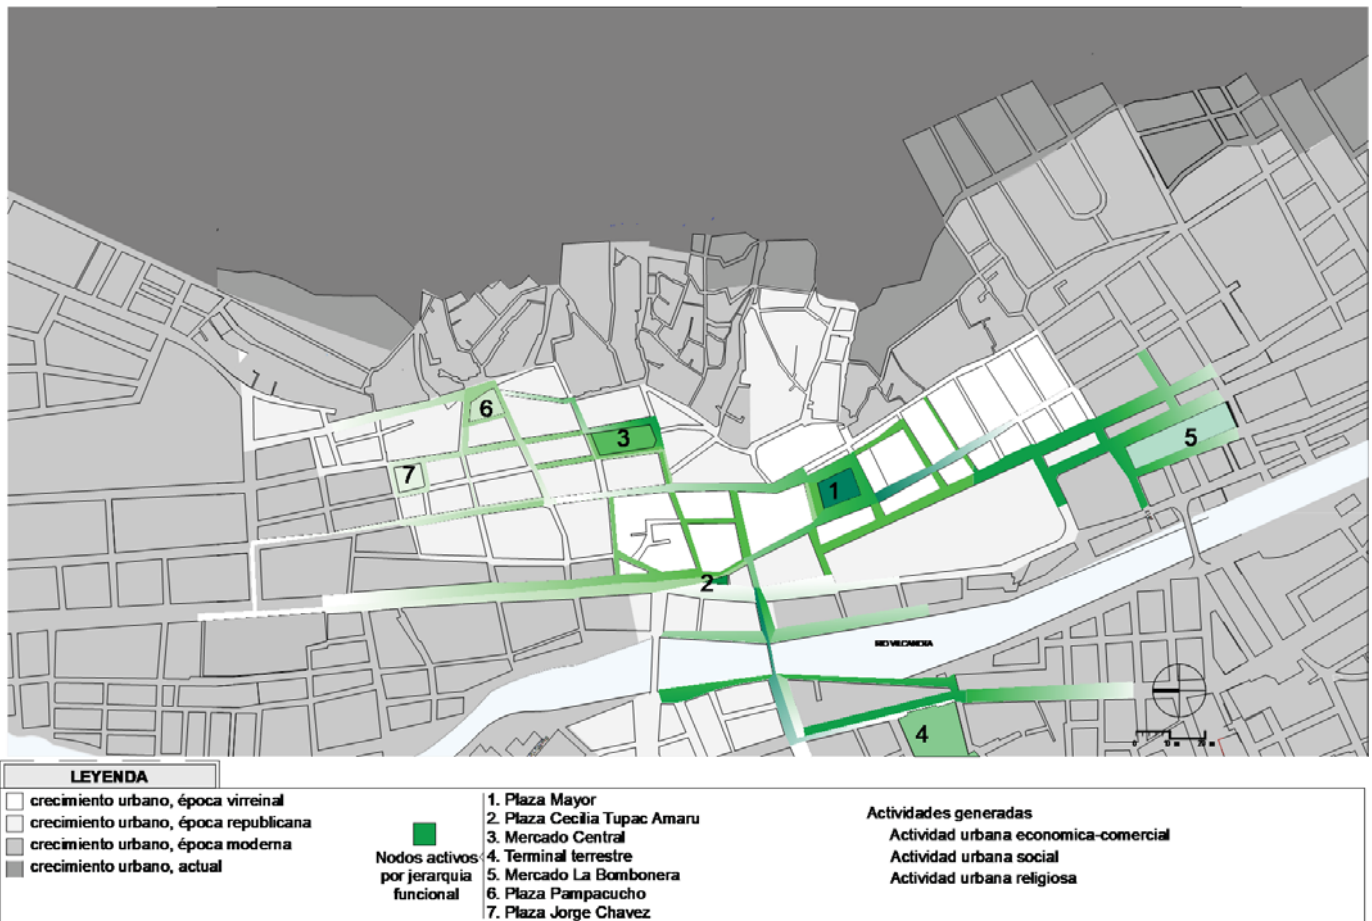 6
3
7
1
5
2
4
LEYENDA
crecimiento urbano, época virreinal
crecimiento urbano, época republicana
crecimiento urbano, época moderna
crecimiento urbano, actual
Nodos activos
por jerarquia
funcional
1. Plaza Mayor
2. Plaza Cecilia Tupac Amaru
3. Mercado Central
4. Terminal terrestre
5. Mercado La Bombonera
6. Plaza Pampacucho
7. Plaza Jorge Chavez
Actividades generadas
Actividad urbana economica-comercial
Actividad urbana social
Actividad urbana religiosa